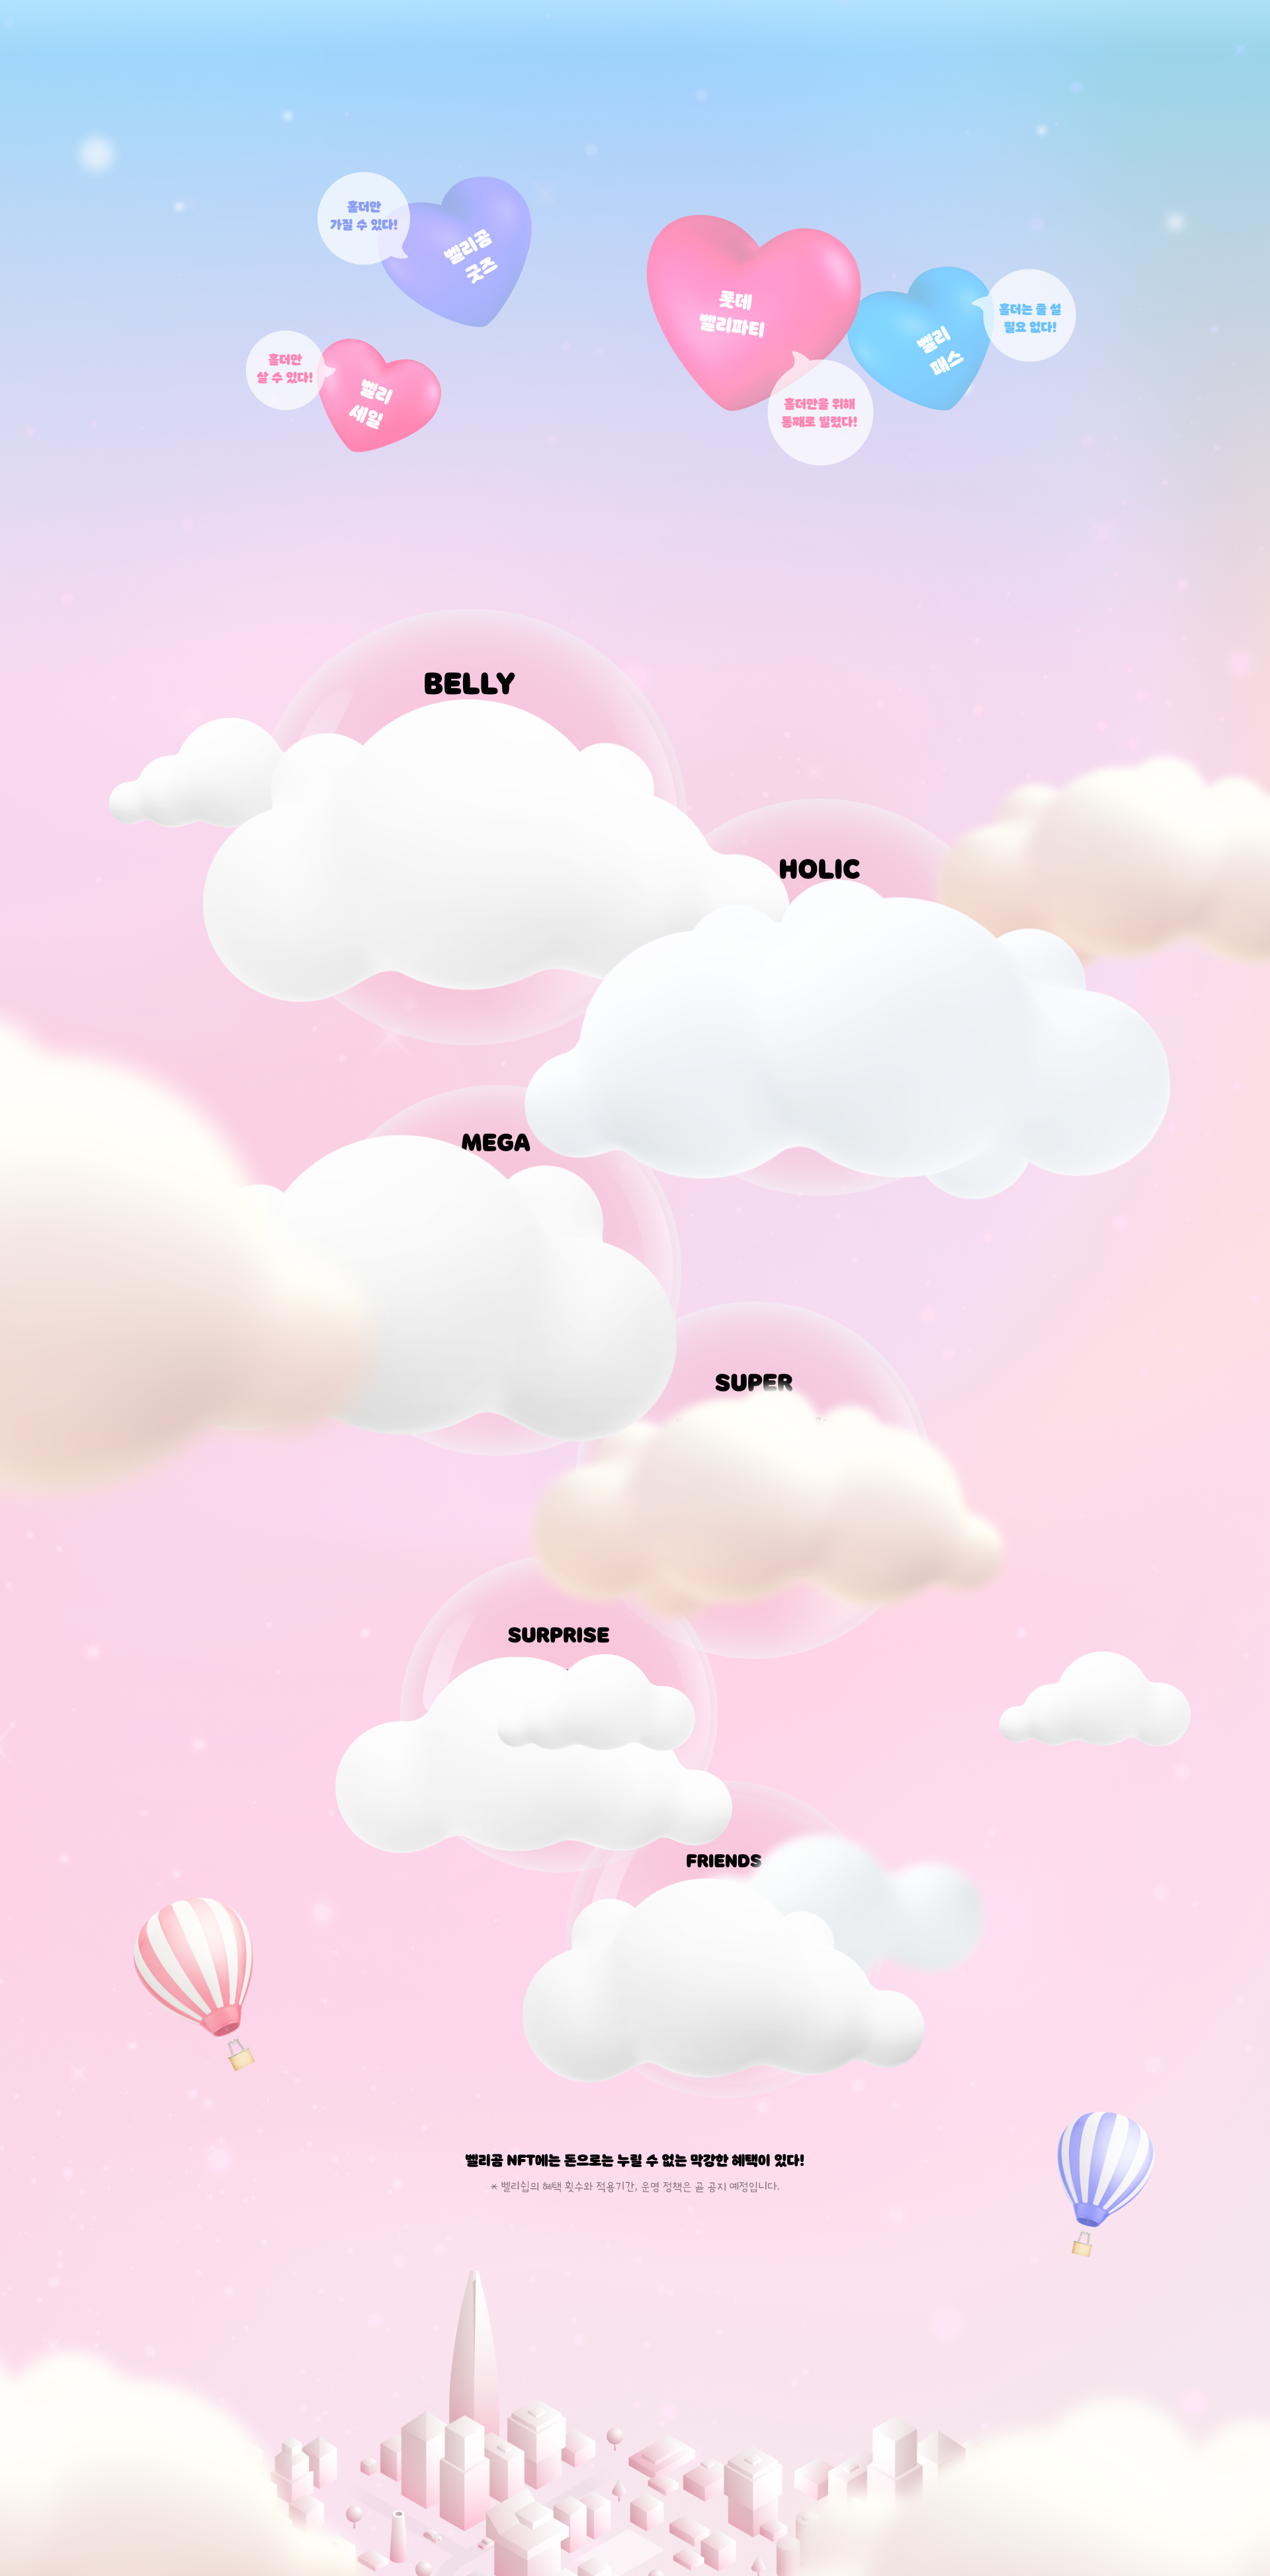 홀더만
가질 수 있다!
벨리곰
굿즈
롯데
벨리파티
벨리
패스
홀더는 줄 설
필요 없다!
홀더만
살 수 있다!
벨리
세일
홀더만을 위해
통째로 빌렸다!
BELLY
HOLIC
MEGA
SUPER
SURPRISE
FRIENDS
벨리곰 NFT에는 돈으로는 누릴 수 없는 막강한 혜택이 있다!
* 벨리쉽의 혜택 횟수와 적용기간, 운영 정책은 곧 공지 예정입니다.